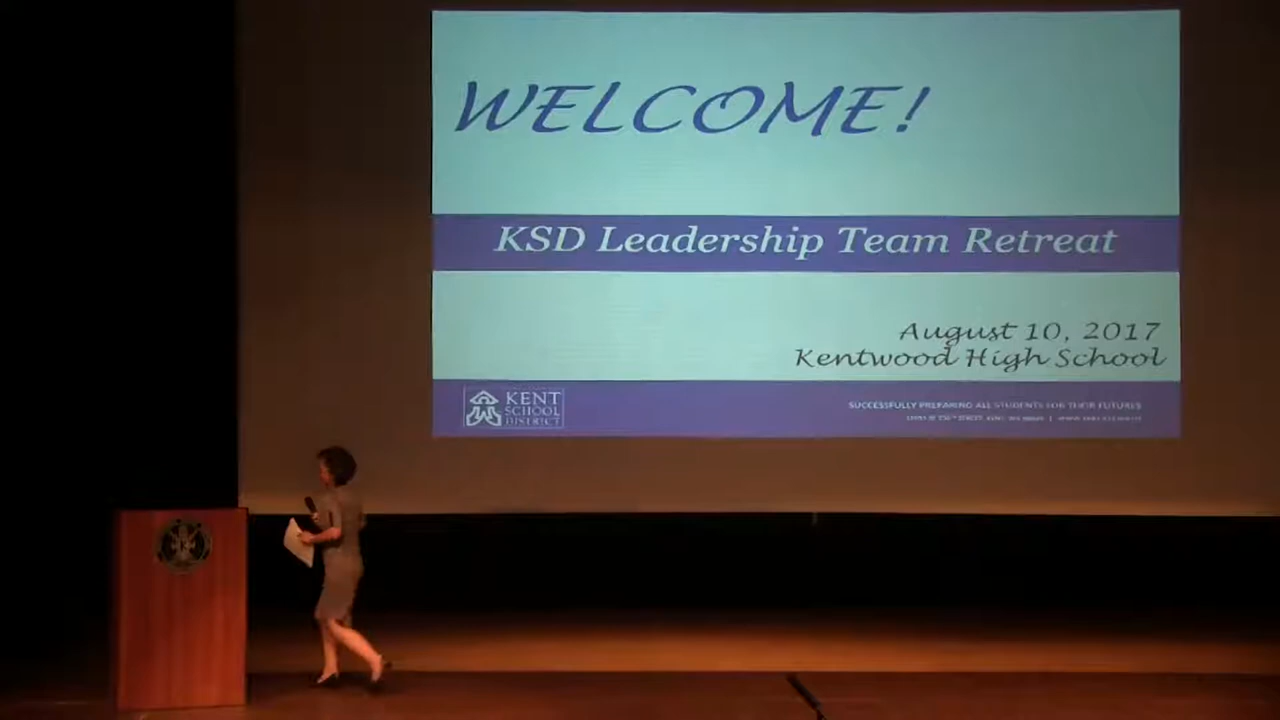 WELCOME!
KSD Leadership Team Retreat
August 10, 2017
Kentwood High School
KENT
SCHOOL
DISTRICT
SUCCESSFULLY PREPARING ALL STUDENTS FOR THEIR FUTURES